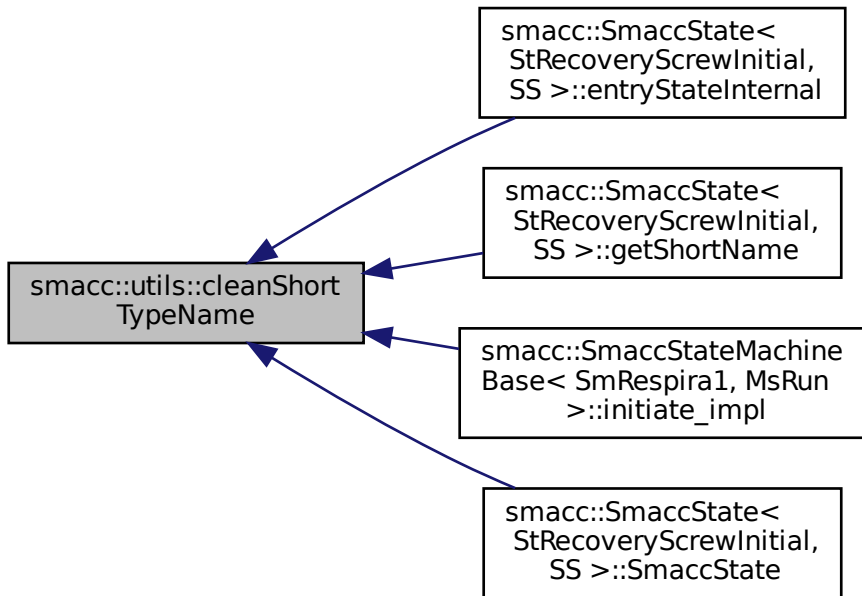 smacc::SmaccState<
StRecoveryScrewInitial,
SS >::entryStateInternal
smacc::SmaccState<
StRecoveryScrewInitial,
SS >::getShortName
smacc::utils::cleanShort
TypeName
smacc::SmaccStateMachine
Base< SmRespira1, MsRun
>::initiate_impl
smacc::SmaccState<
StRecoveryScrewInitial,
SS >::SmaccState